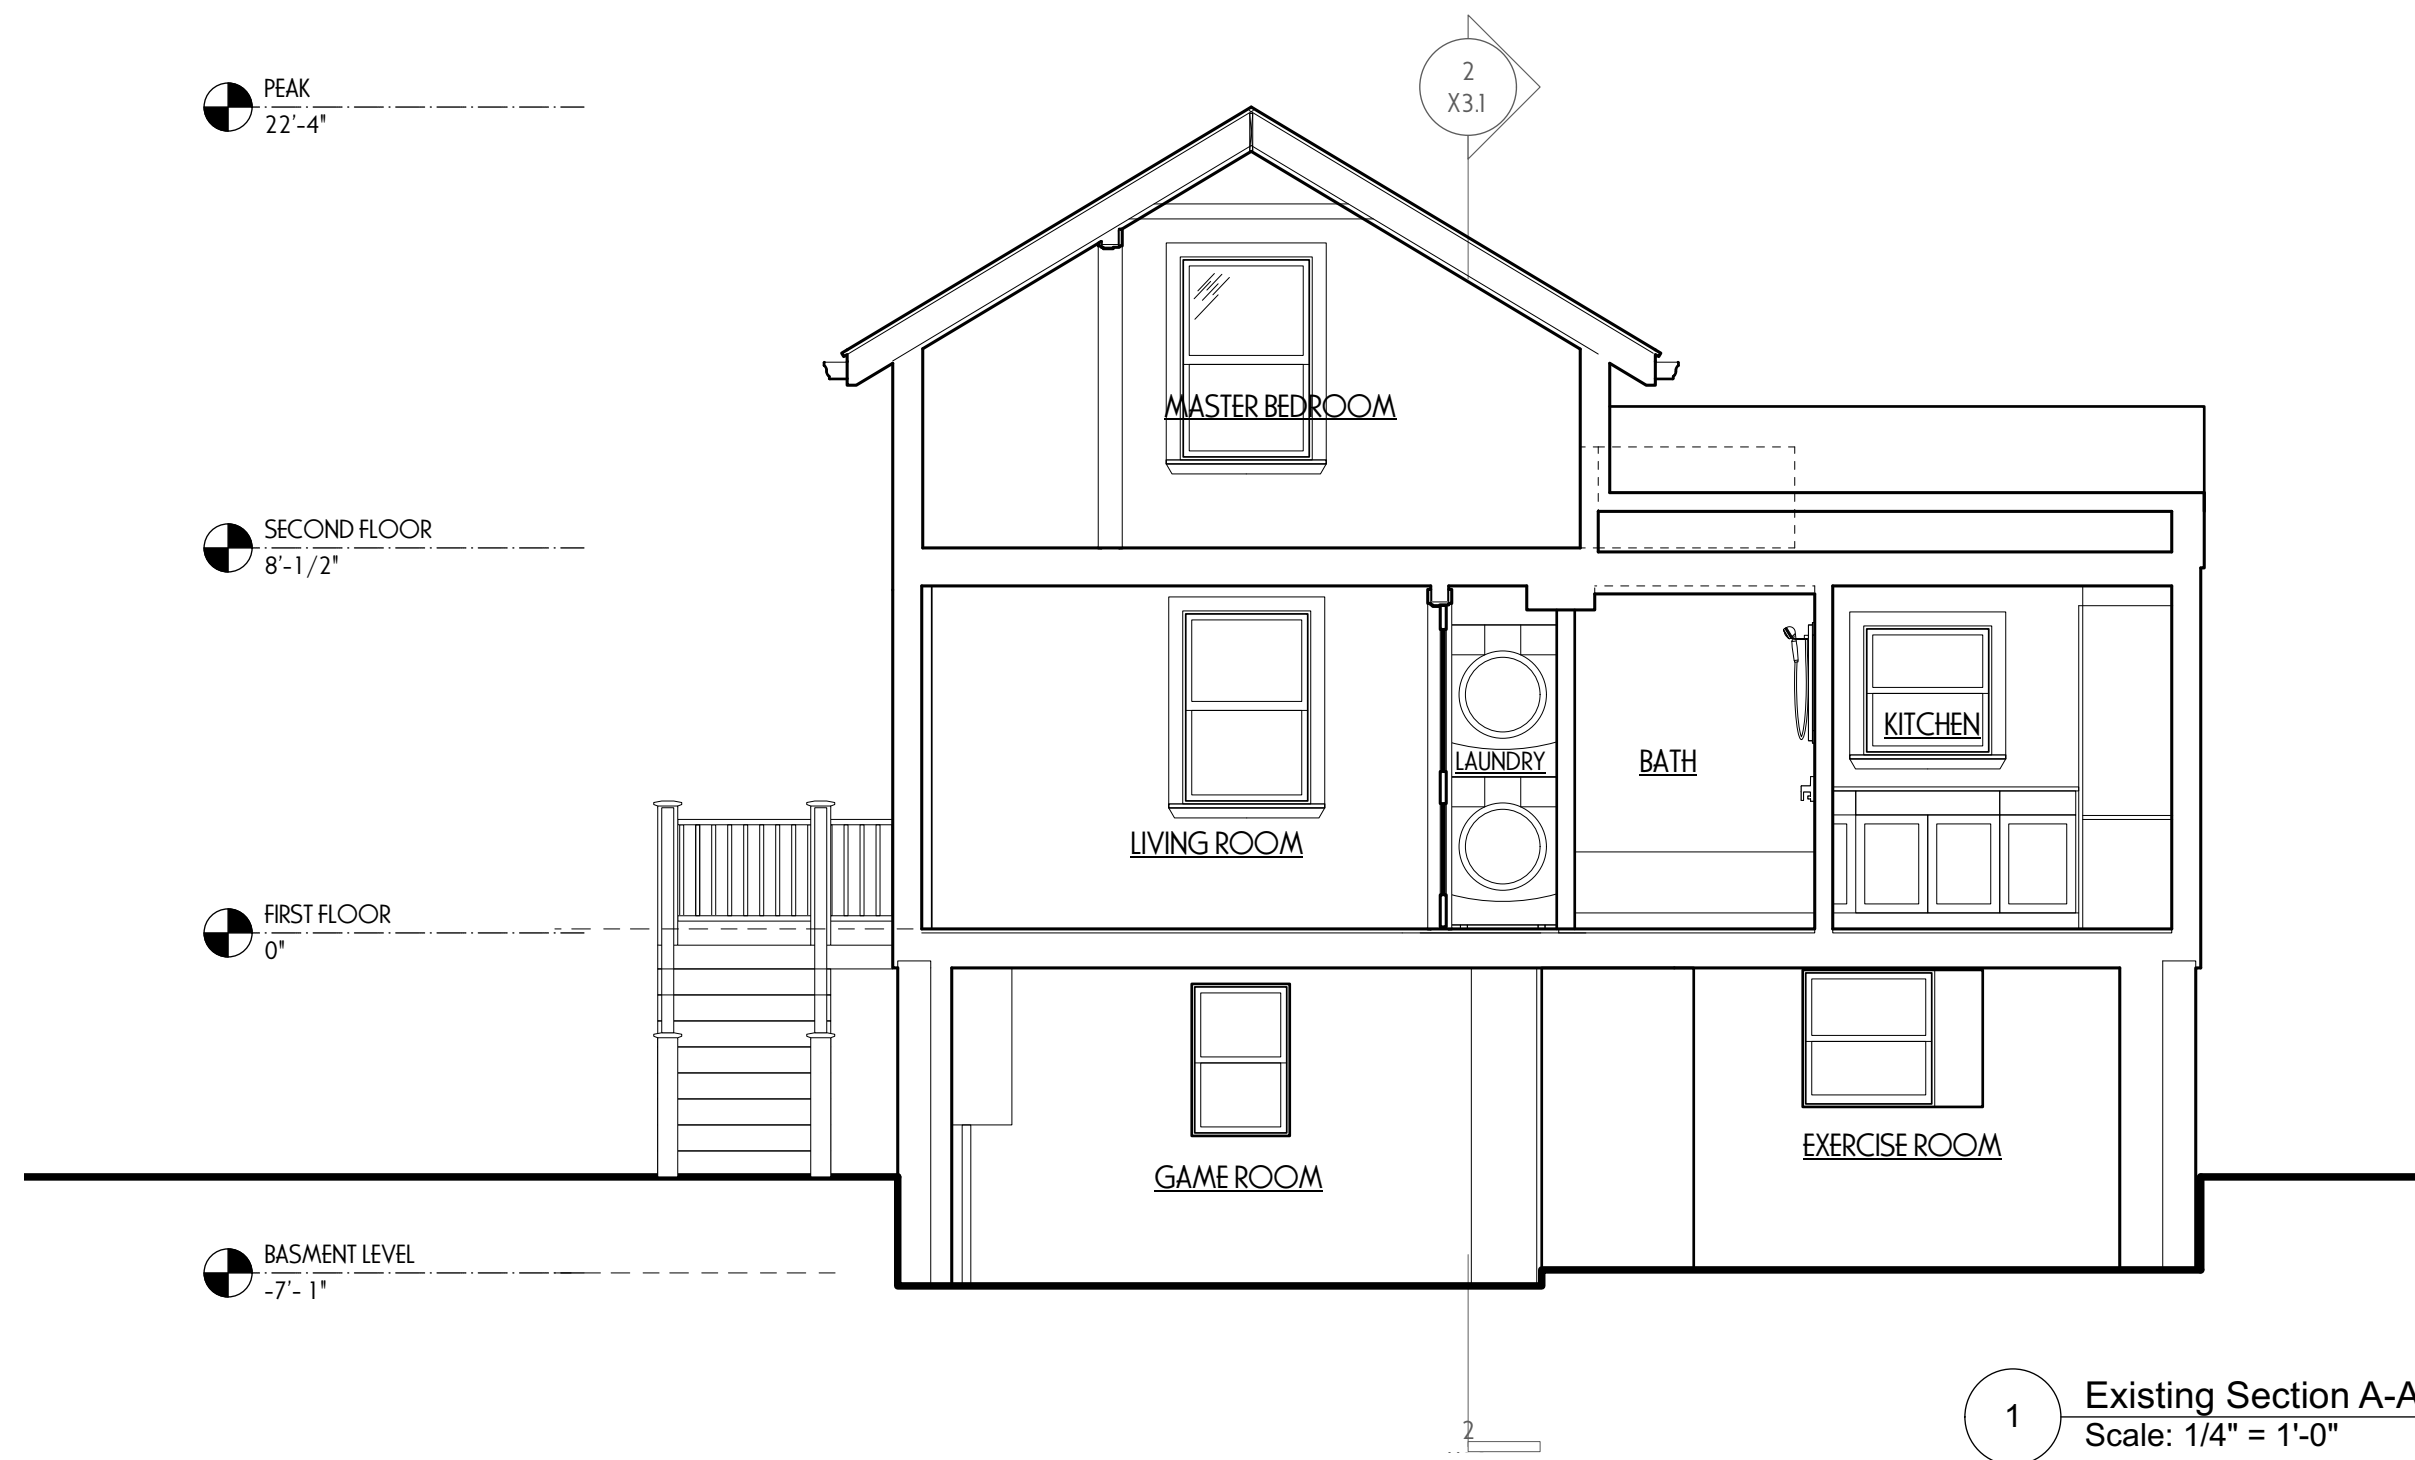 2
X3.1
PEAK
22'-4"
MASTER BEDROOM
SECOND FLOOR
8'-1/2"
KITCHEN
LAUNDRY
BATH
LIVING ROOM
FIRST FLOOR
0"
EXERCISE ROOM
GAME ROOM
BASMENT LEVEL
-7'- 1"
2
1
Existing Section A-A
Scale: 1/4" = 1'-0"